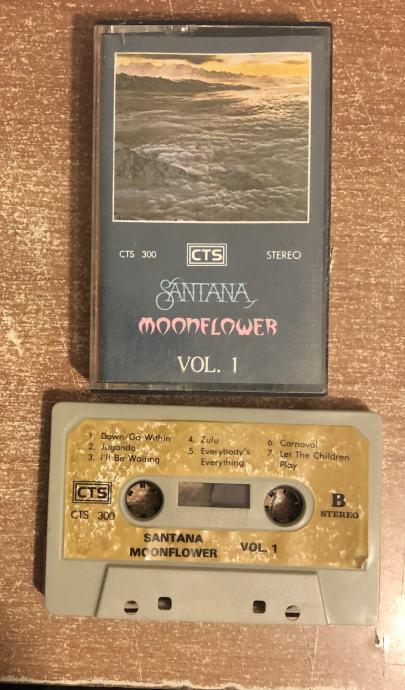 CTS 300 CTS STEREO
SANTANA
MOONFLOWER
VOL. 1
1. Dawn/Go Within
2. Jugando
3. I'll Be Waiting
4. Zulu
5. Everybody's
Everything
6. Carnaval
7. Let The Children
Play
CTS
CTS 300
B
STEREO
SANTANA
MOONFLOWER VOL. 1